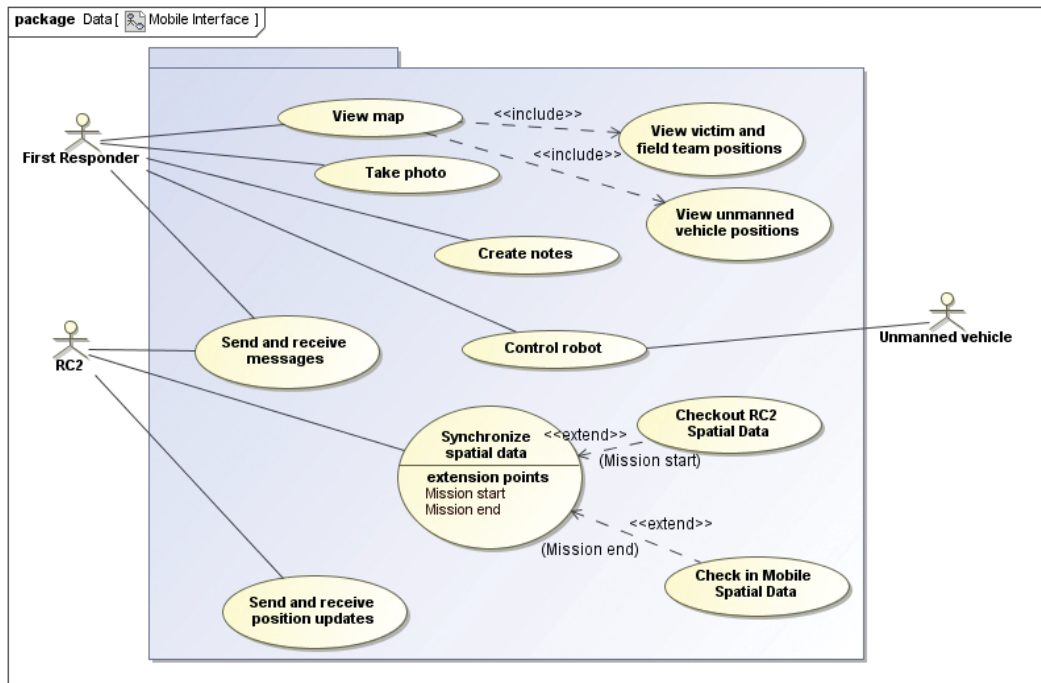 package Data [ Mobile Interface ]
View map
<<include>>
View victim and
field team positions
First Responder
<<include>>
Take photo
View unmanned
vehicle positions
Create notes
Send and receive
messages
RC2
Control robot
Unmanned vehicle
Checkout RC2
Spatial Data
Synchronize
spatial data
<<extend>>
(Mission start)
extension points
Mission start
Mission end
<<extend>>
(Mission end)
Check in Mobile
Spatial Data
Send and receive
position updates